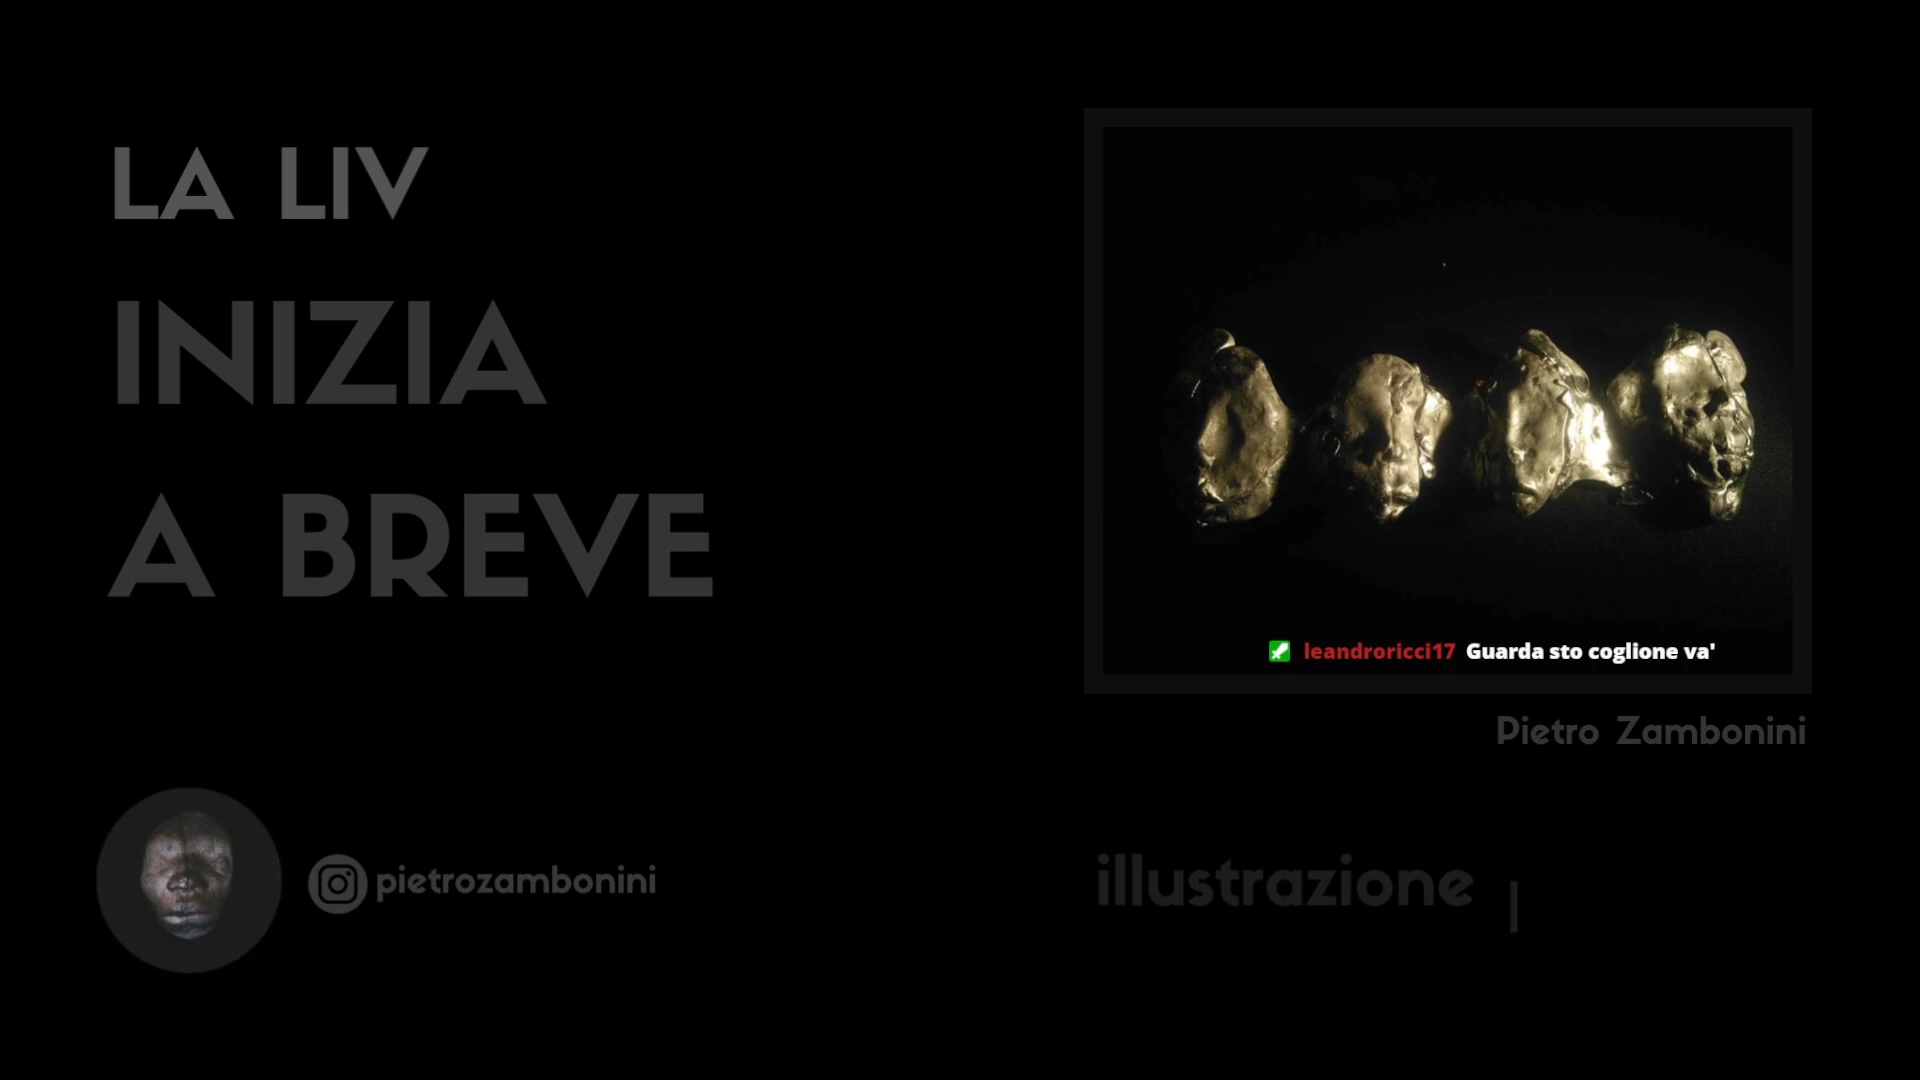 LA LIV
INIZIA
A BREVE
leandroricci17 Guarda sto coglione va'
Pietro Zambonini
pietrozambonini
illustrazione |